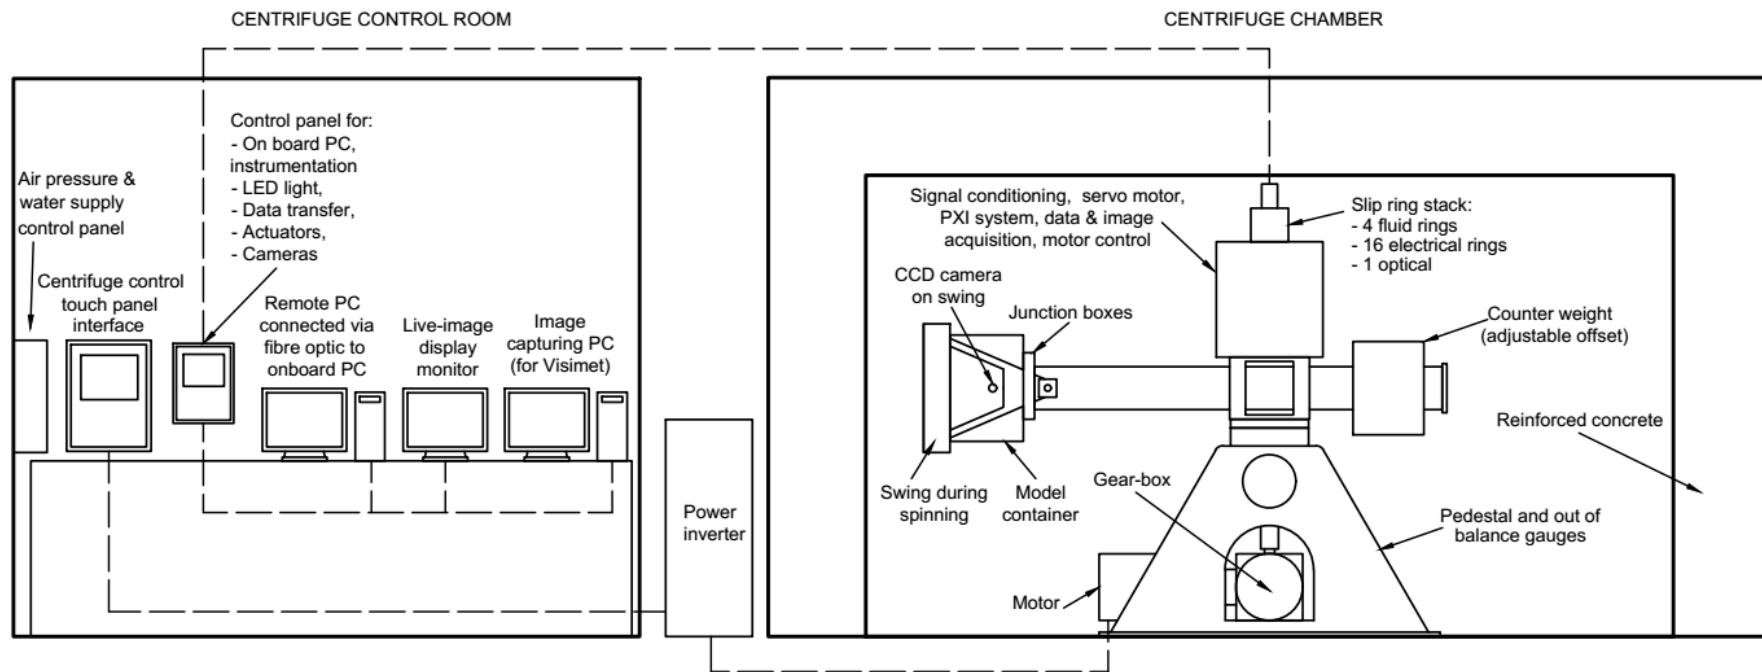 CENTRIFUGE CONTROL ROOM
CENTRIFUGE CHAMBER
Control panel for:
- On board PC,
instrumentation
- LED light,
- Data transfer,
- Actuators,
- Cameras
Air pressure &
water supply
control panel
Centrifuge control
touch panel
interface
Remote PC
connected via
fibre optic to
onboard PC
Live-image
display
monitor
Image
capturing PC
(for Visimet)
Power
inverter
Signal conditioning, servo motor,
PXI system, data & image
acquisition, motor control
Slip ring stack:
- 4 fluid rings
- 16 electrical rings
- 1 optical
CCD camera
on swing
Junction boxes
Counter weight
(adjustable offset)
Reinforced concrete
Swing during
spinning
Model
container
Gear-box
Pedestal and out of
balance gauges
Motor